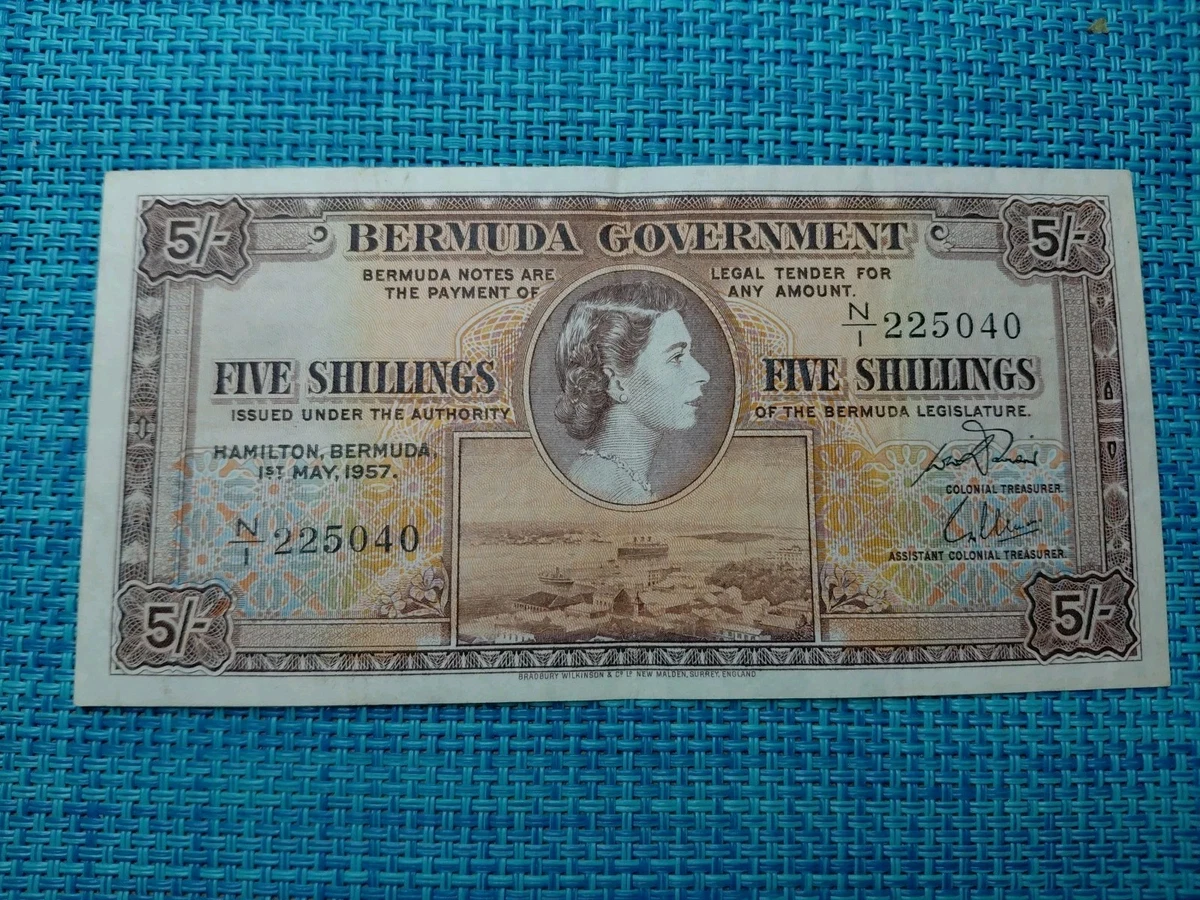 5/- BERMUDA GOVERNMENT 5/-
BERMUDA NOTES ARE LEGAL TENDER FOR
THE PAYMENT OF ANY AMOUNT.
N/1 225040
FIVE SHILLINGS FIVE SHILLINGS
ISSUED UNDER THE AUTHORITY OF THE BERMUDA LEGISLATURE.
HAMILTON, BERMUDA,
1ST MAY, 1957.
COLONIAL TREASURER.
N/1 225040
ASSISTANT COLONIAL TREASURER.
5/- 5/-
BRADBURY WILKINSON & Cº Lᴰ NEW MALDEN, SURREY, ENGLAND